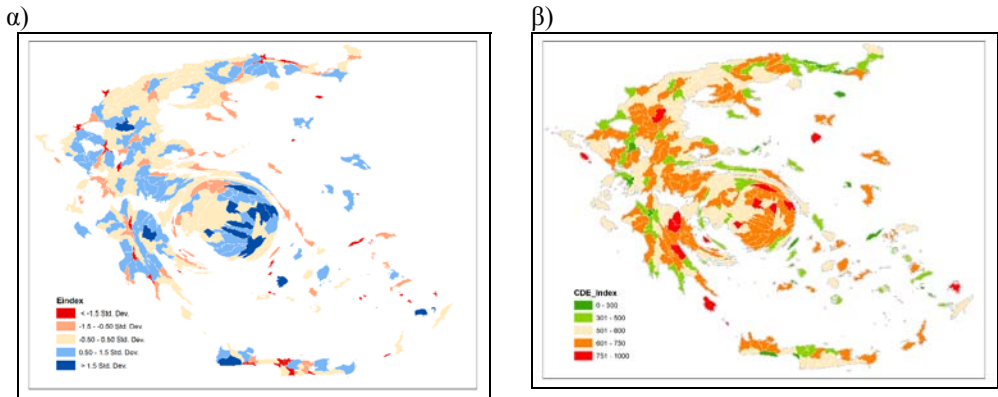 α)
β)
Eindex
< -1.5 Std. Dev.
-1.5 - -0.50 Std. Dev.
-0.50 - 0.50 Std. Dev.
0.50 - 1.5 Std. Dev.
> 1.5 Std. Dev.
CDE_index
0 - 300
301 - 500
501 - 600
601 - 750
751 - 1000